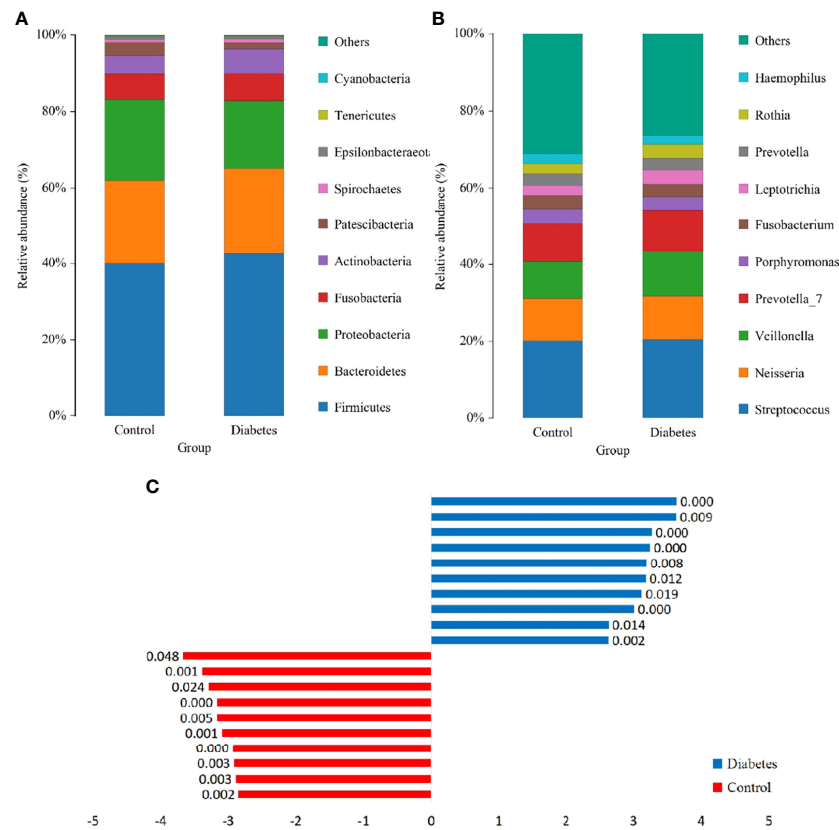 A
Relative abundance (%)
100%
80%
60%
40%
20%
0%
Control
Diabetes
Group
Others
Cyanobacteria
Tenericutes
Epsilonbacteraeota
Spirochaetes
Patescibacteria
Actinobacteria
Fusobacteria
Proteobacteria
Bacteroidetes
Firmicutes
B
Relative abundance (%)
100%
80%
60%
40%
20%
0%
Control
Diabetes
Group
Others
Haemophilus
Rothia
Prevotella
Leptotrichia
Fusobacterium
Porphyromonas
Prevotella_7
Veillonella
Neisseria
Streptococcus
C
0.000
0.009
0.000
0.000
0.008
0.012
0.019
0.000
0.014
0.002
0.048
0.001
0.024
0.000
0.005
0.001
0.000
0.003
0.003
0.002
Diabetes
Control
-5 -4 -3 -2 -1 0 1 2 3 4 5